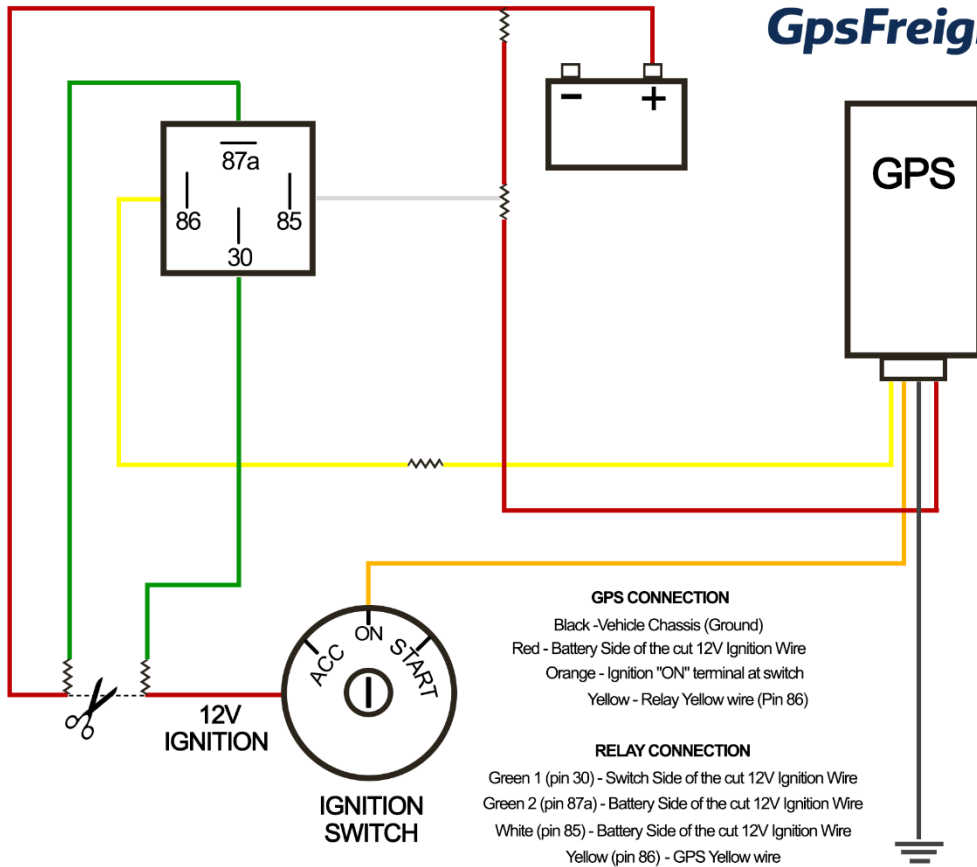 GpsFreig
GPS
87a
86
85
30
ON
ACC
START
12V
IGNITION
IGNITION
SWITCH
GPS CONNECTION
Black -Vehicle Chassis (Ground)
Red - Battery Side of the cut 12V Ignition Wire
Orange - Ignition "ON" terminal at switch
Yellow - Relay Yellow wire (Pin 86)
RELAY CONNECTION
Green 1 (pin 30) - Switch Side of the cut 12V Ignition Wire
Green 2 (pin 87a) - Battery Side of the cut 12V Ignition Wire
White (pin 85) - Battery Side of the cut 12V Ignition Wire
Yellow (pin 86) - GPS Yellow wire